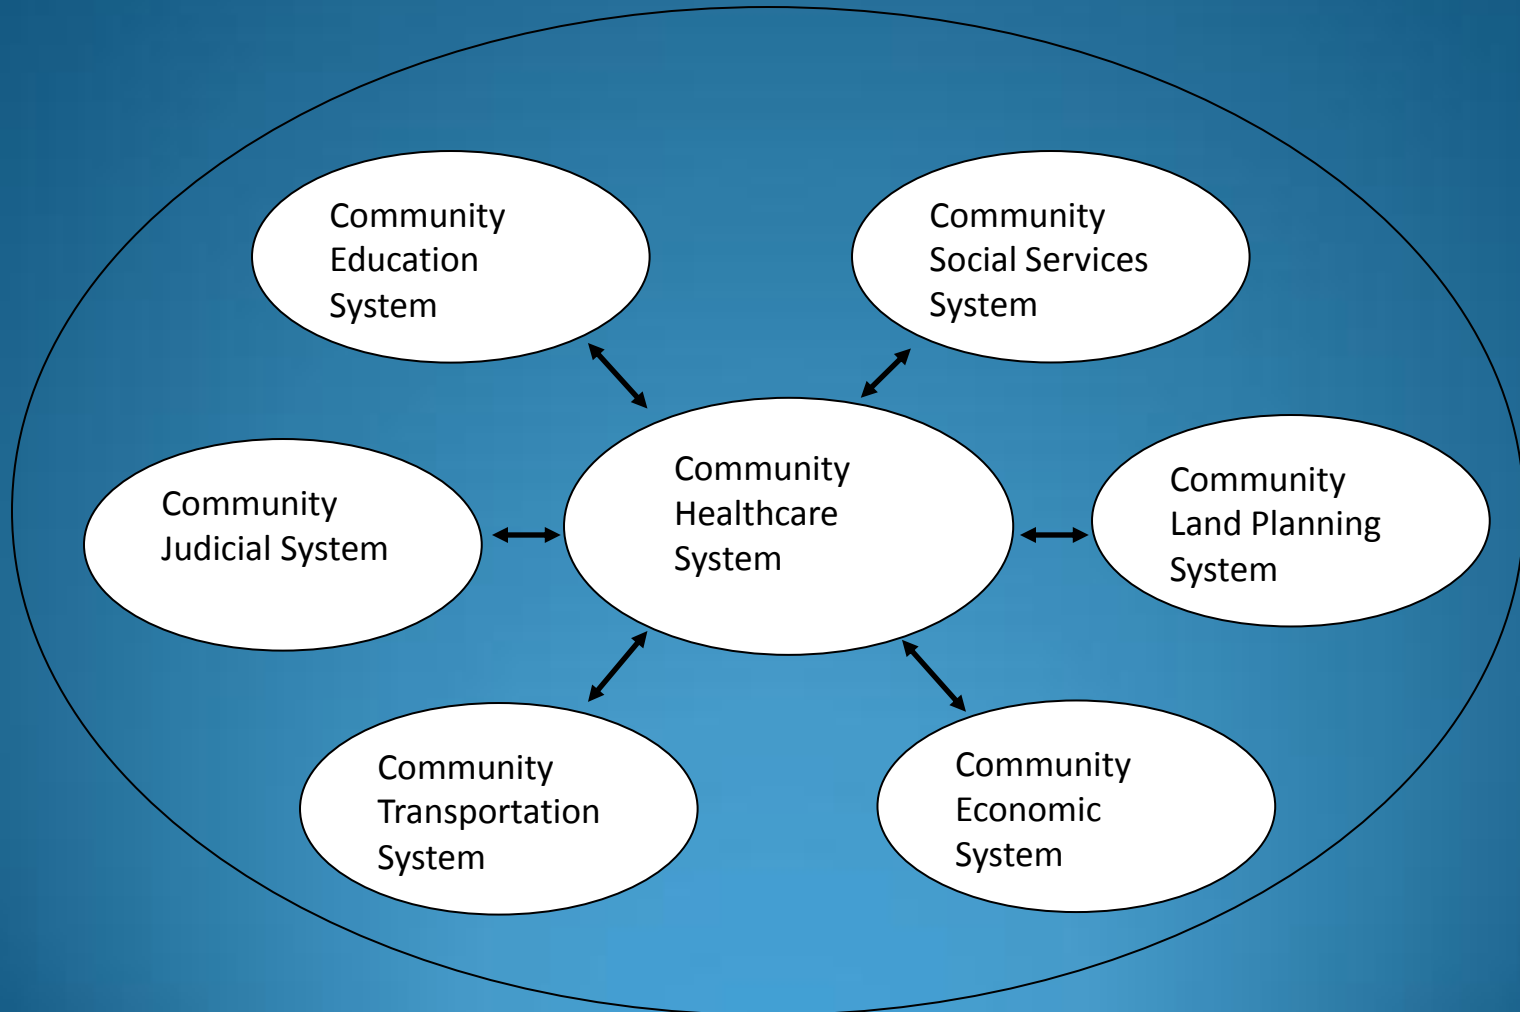 Community
Education
System
Community
Social Services
System
Community
Judicial System
Community
Healthcare
System
Community
Land Planning
System
Community
Transportation
System
Community
Economic
System